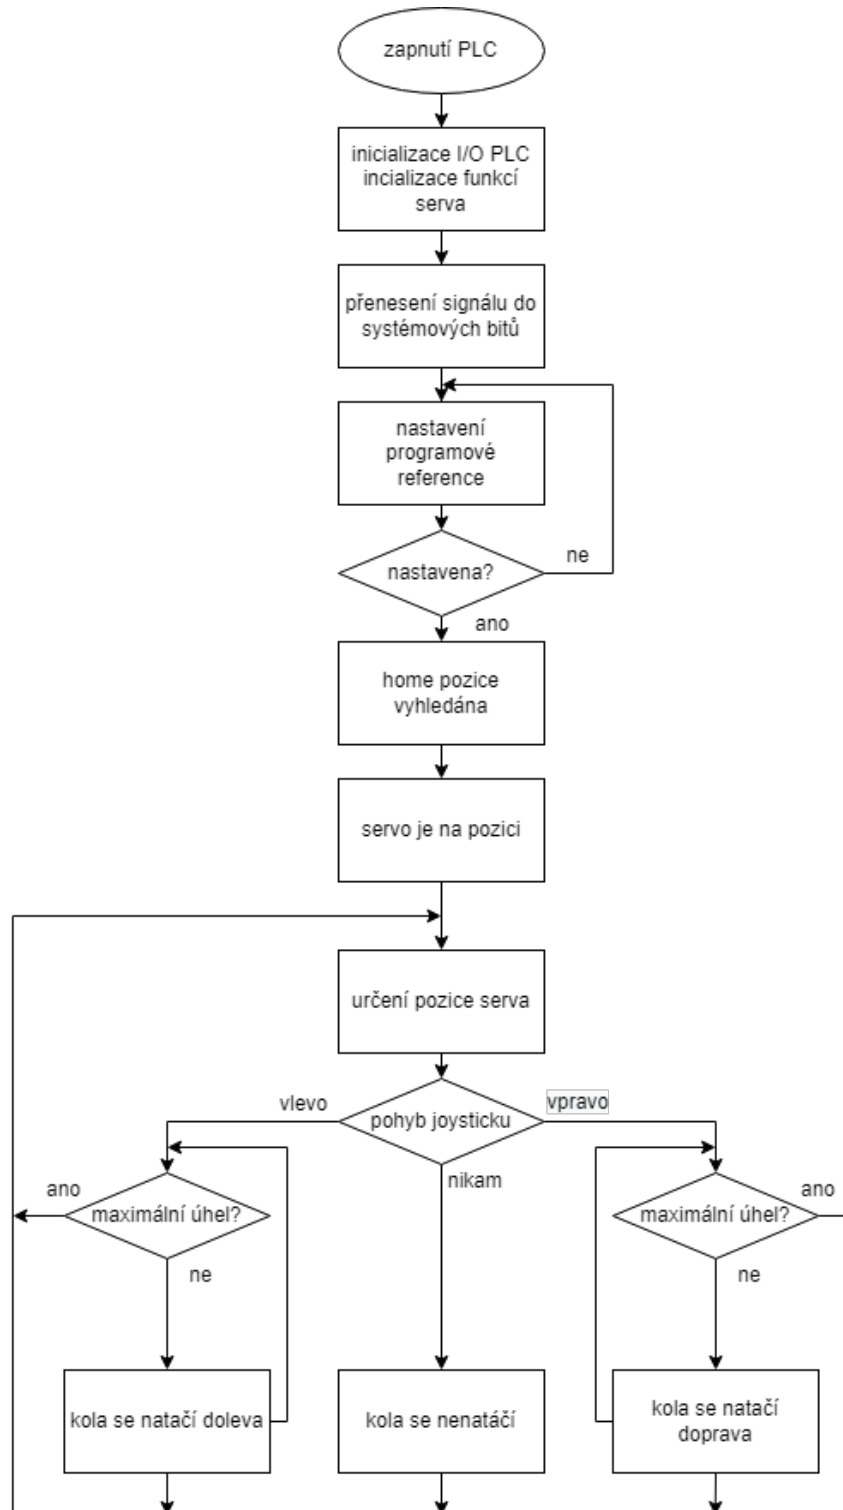 zapnutí PLC
inicializace I/O PLC
incializace funkcí
serva
přenesení signálu do
systémových bitů
nastavení
programové
reference
nastavena?
ne
ano
home pozice
vyhledána
servo je na pozici
určení pozice serva
vlevo
pohyb joysticku
vpravo
nikam
ano
maximální úhel?
maximální úhel?
ano
ne
ne
kola se natačí doleva
kola se nenatáčí
kola se natačí
doprava